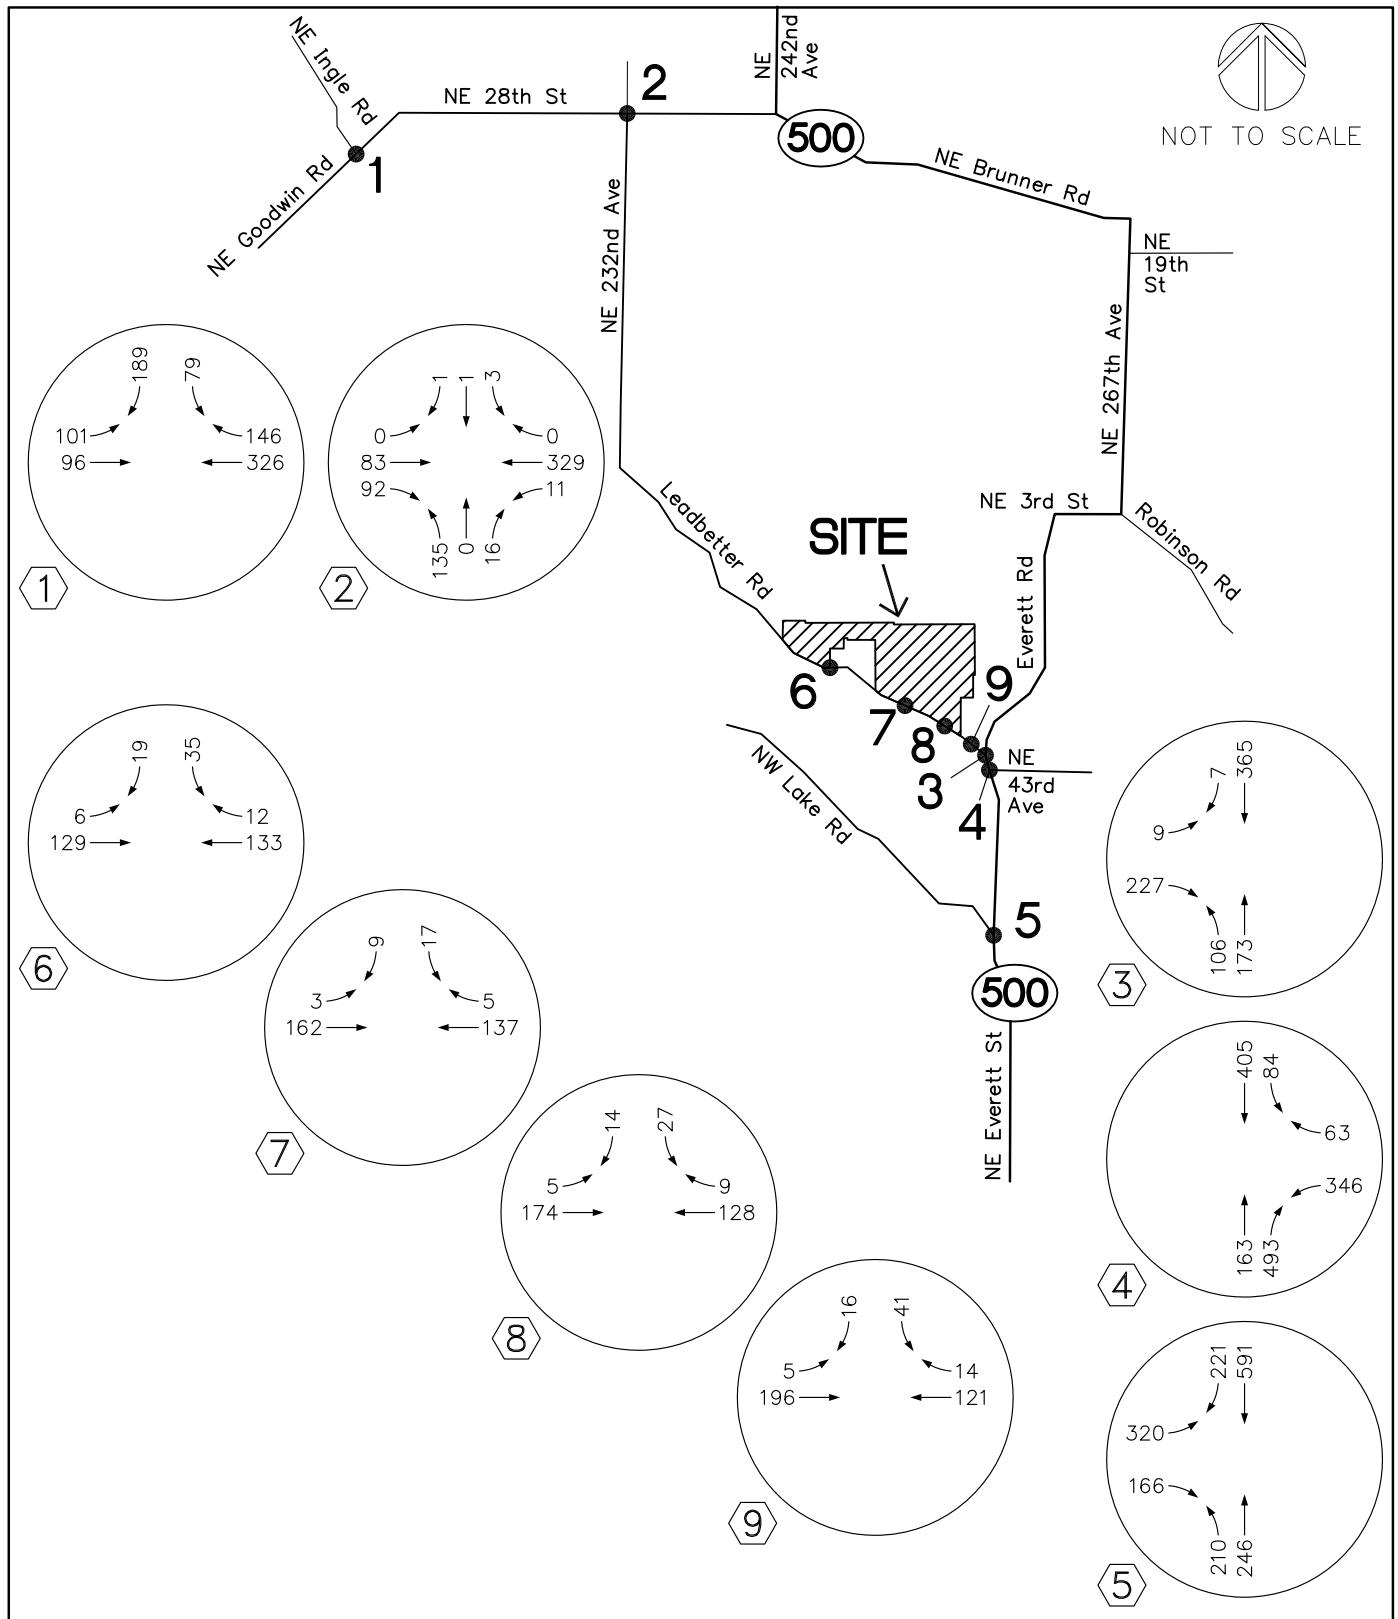 NE Ingle Rd
NE 28th St
2
NE
242nd
Ave
500
NOT TO SCALE
1
NE Goodwin Rd
NE 232nd Ave
NE Brunner Rd
NE
19th
St
NE 267th Ave
189 79
101 146
96 326
1
1 1 3
0 0
83 329
92 11
135 0 16
2
Leadbetter Rd
SITE
NE 3rd St
Robinson Rd
Everett Rd
6
7
8
9
3
4
NE
43rd
Ave
NW Lake Rd
5
500
NE Everett St
7 365
9
227
106 173
3
405 84
63
346
163 493
4
221 591
320
166
210 246
5
19 35
6 12
129 133
6
9 17
3 5
162 137
7
14 27
5 9
174 128
8
16 41
5 14
196 121
9